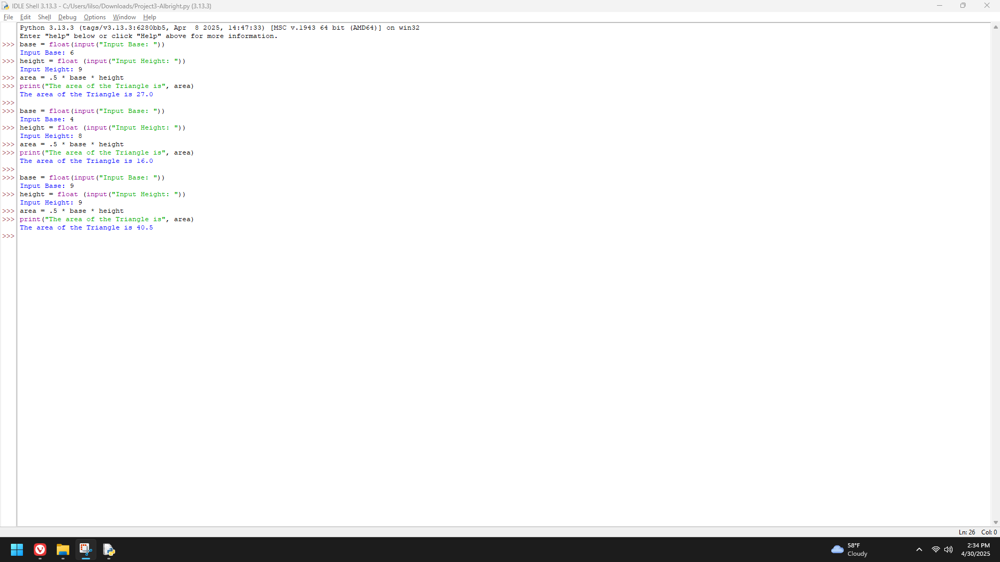 IDLE Shell 3.13.3 - C:/Users/lilso/Downloads/Project3-Albright.py (3.13.3)
File Edit Shell Debug Options Window Help
Python 3.13.3 (tags/v3.13.3:6280bb5, Apr  8 2025, 14:47:33) [MSC v.1943 64 bit (AMD64)] on win32
Enter "help" below or click "Help" above for more information.
>>> base = float(input("Input Base: "))
Input Base: 6
>>> height = float (input("Input Height: "))
Input Height: 9
>>> area = .5 * base * height
>>> print("The area of the Triangle is", area)
The area of the Triangle is 27.0
>>>
>>> base = float(input("Input Base: "))
Input Base: 4
>>> height = float (input("Input Height: "))
Input Height: 8
>>> area = .5 * base * height
>>> print("The area of the Triangle is", area)
The area of the Triangle is 16.0
>>>
>>> base = float(input("Input Base: "))
Input Base: 9
>>> height = float (input("Input Height: "))
Input Height: 9
>>> area = .5 * base * height
>>> print("The area of the Triangle is", area)
The area of the Triangle is 40.5
>>>
Ln: 26 Col: 0
58°F
Cloudy
2:34 PM
4/30/2025